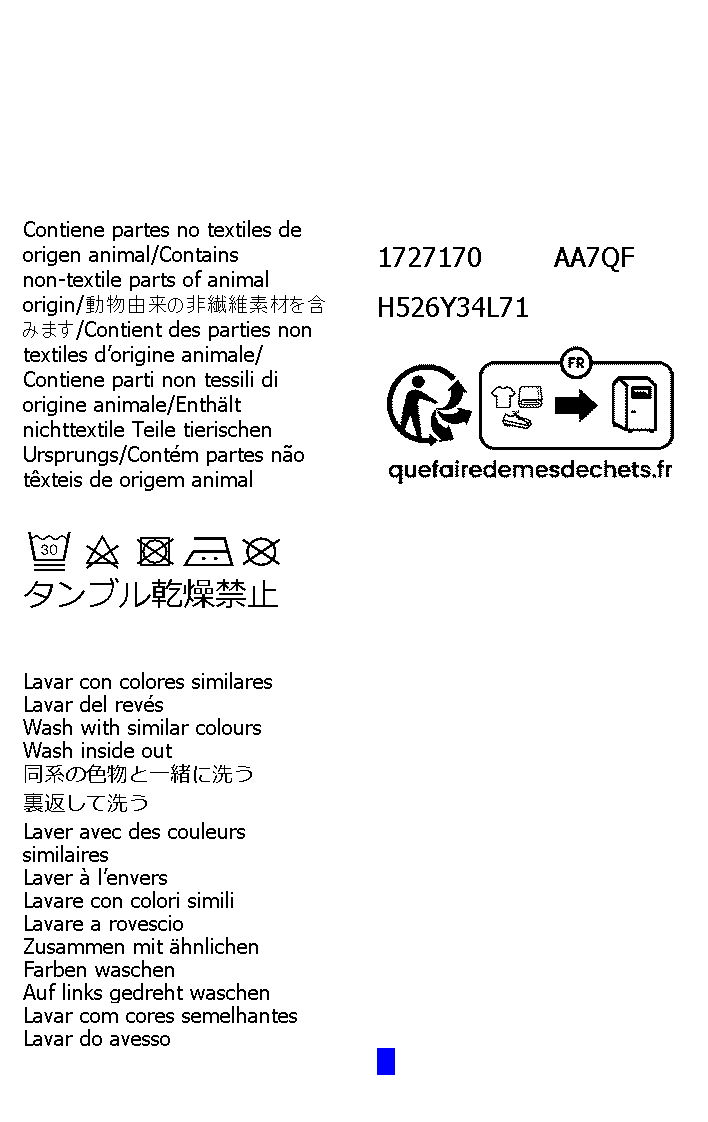 Contiene partes no textiles de
origen animal/Contains
non-textile parts of animal
origin/動物由来の非繊維素材を含
みます/Contient des parties non
textiles d'origine animale/
Contiene parti non tessili di
origine animale/Enthält
nichttextile Teile tierischen
Ursprungs/Contém partes não
têxteis de origem animal
30
タンブル乾燥禁止
Lavar con colores similares
Lavar del revés
Wash with similar colours
Wash inside out
同系の色物と一緒に洗う
裏返して洗う
Laver avec des couleurs
similaires
Laver à l'envers
Lavare con colori simili
Lavare a rovescio
Zusammen mit ähnlichen
Farben waschen
Auf links gedreht waschen
Lavar com cores semelhantes
Lavar do avesso
1727170 AA7QF
H526Y34L71
FR
quefairedemesdechets.fr